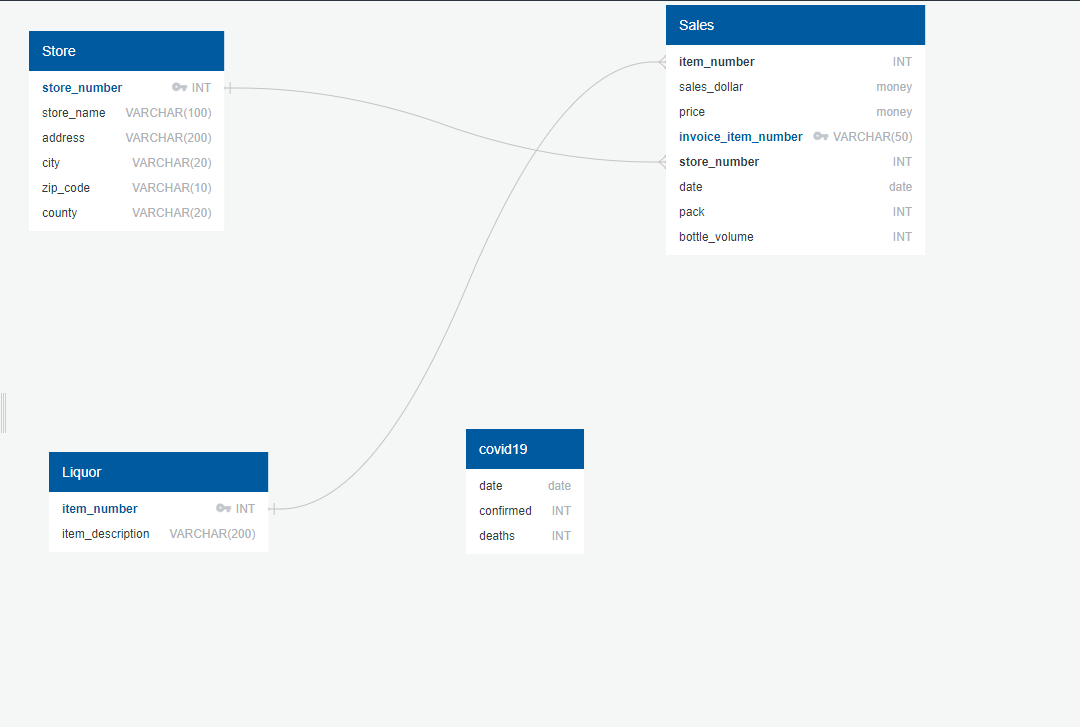 Store
store_number INT
store_name VARCHAR(100)
address VARCHAR(200)
city VARCHAR(20)
zip_code VARCHAR(10)
county VARCHAR(20)
Sales
item_number INT
sales_dollar money
price money
invoice_item_number VARCHAR(50)
store_number INT
date date
pack INT
bottle_volume INT
Liquor
item_number INT
item_description VARCHAR(200)
covid19
date date
confirmed INT
deaths INT